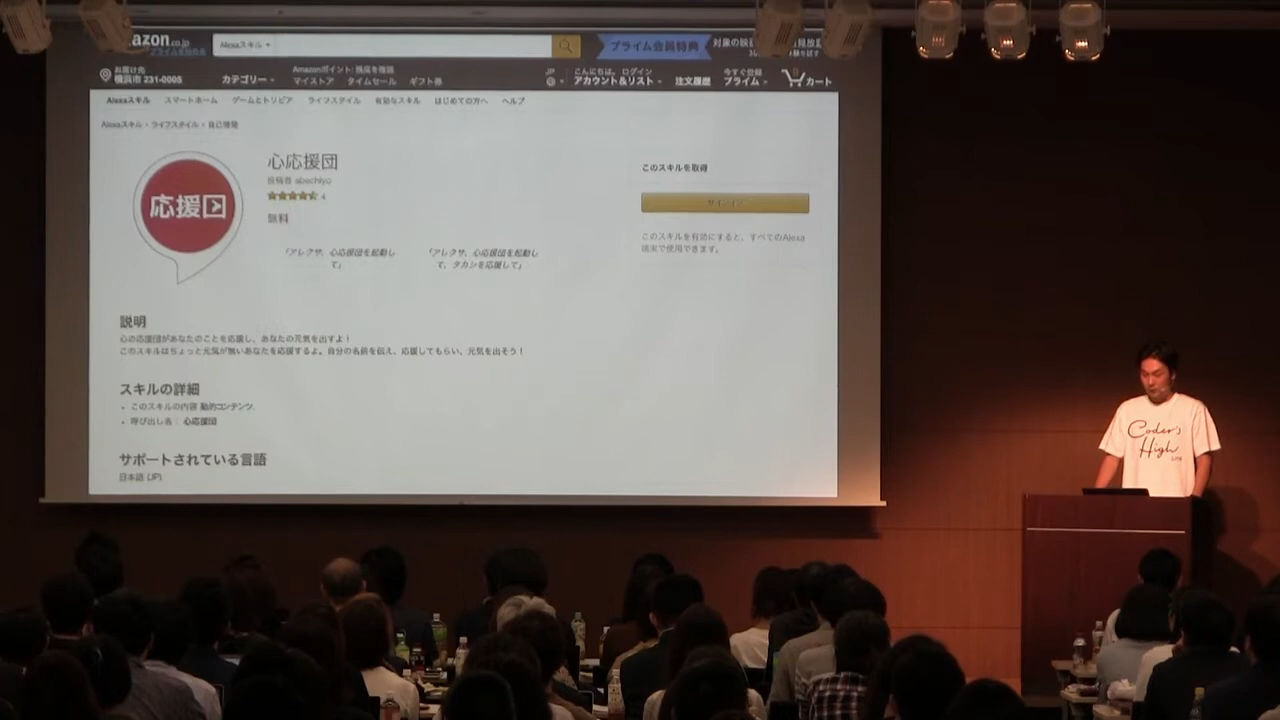 azon.co.jp
Alexaスキル
プライム会員特典
お届け先
横浜市 231-0005
カテゴリー
Amazonポイント: 残高を確認
マイストア タイムセール ギフト券
JP
こんにちは、ログイン
アカウント&リスト
注文履歴
今すぐ登録
プライム
カート
Alexaスキル スマートホーム ゲームとトリビア ライフスタイル 有効なスキル はじめての方へ ヘルプ
Alexaスキル › ライフスタイル › 自己啓発
応援団
心応援団
投稿者 abechiyo
4
無料
「アレクサ、心応援団を起動し
て」
「アレクサ、心応援団を起動し
て、タカシを応援して」
このスキルを取得
サインイン
このスキルを有効にすると、すべてのAlexa
端末で使用できます。
説明
心の応援団があなたのことを応援し、あなたの元気を出すよ！
このスキルはちょっと元気が無いあなたを応援するよ。自分の名前を伝え、応援してもらい、元気を出そう！
スキルの詳細
• このスキルの内容 動的コンテンツ.
• 呼び出し名： 心応援団
サポートされている言語
日本語 (JP)
Coder's
High